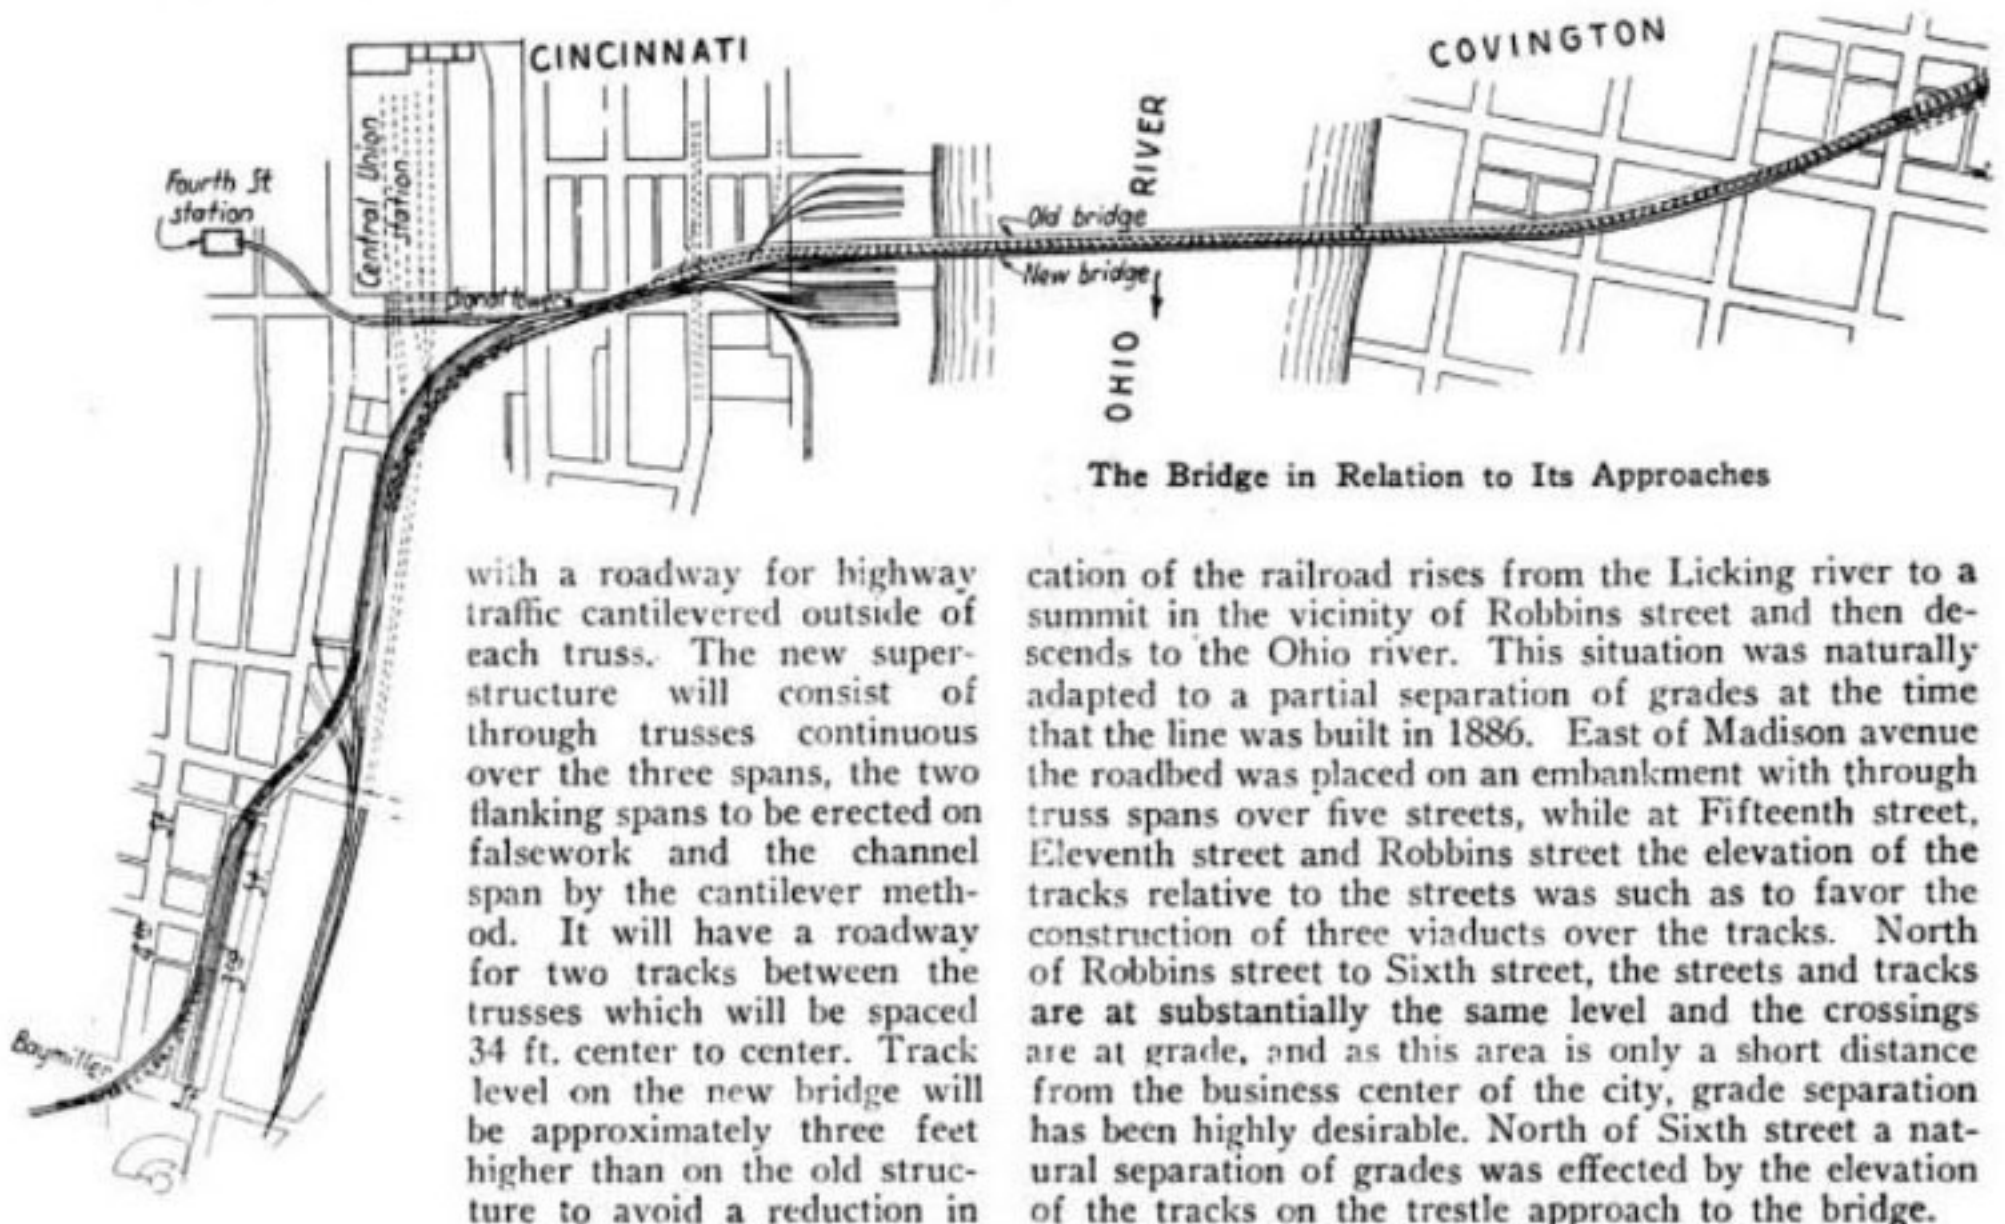 CINCINNATI
COVINGTON
Fourth St
station
Central Union
station
Signal tower
RIVER
OHIO
Old bridge
New bridge
St.
St.
4th
3rd
Baymiller
St.
The Bridge in Relation to Its Approaches
with a roadway for highway
traffic cantilevered outside of
each truss. The new super-
structure will consist of
through trusses continuous
over the three spans, the two
flanking spans to be erected on
falsework and the channel
span by the cantilever meth-
od. It will have a roadway
for two tracks between the
trusses which will be spaced
34 ft. center to center. Track
level on the new bridge will
be approximately three feet
higher than on the old struc-
ture to avoid a reduction in
cation of the railroad rises from the Licking river to a
summit in the vicinity of Robbins street and then de-
scends to the Ohio river. This situation was naturally
adapted to a partial separation of grades at the time
that the line was built in 1886. East of Madison avenue
the roadbed was placed on an embankment with through
truss spans over five streets, while at Fifteenth street,
Eleventh street and Robbins street the elevation of the
tracks relative to the streets was such as to favor the
construction of three viaducts over the tracks. North
of Robbins street to Sixth street, the streets and tracks
are at substantially the same level and the crossings
are at grade, and as this area is only a short distance
from the business center of the city, grade separation
has been highly desirable. North of Sixth street a nat-
ural separation of grades was effected by the elevation
of the tracks on the trestle approach to the bridge.